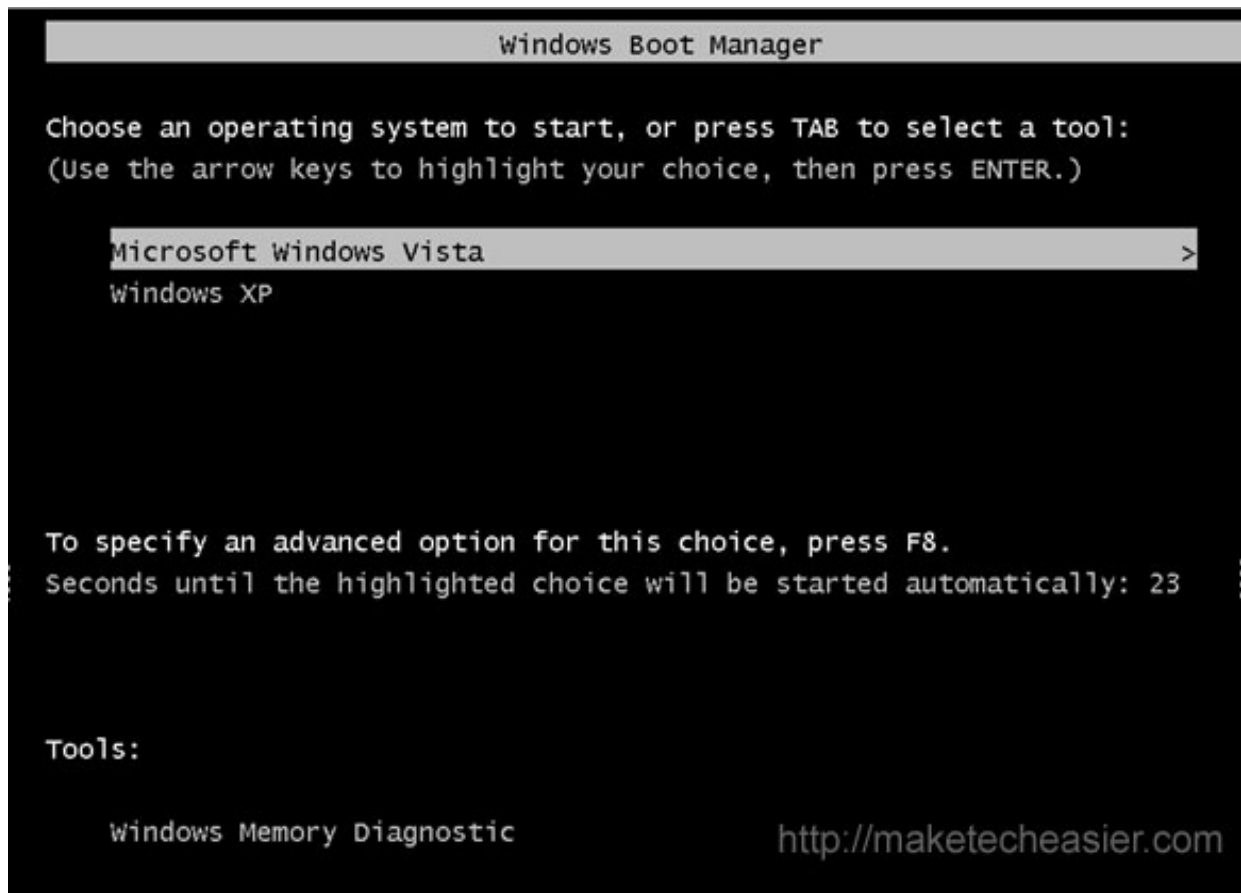 Windows Boot Manager
Choose an operating system to start, or press TAB to select a tool:
(Use the arrow keys to highlight your choice, then press ENTER.)
Microsoft Windows Vista >
Windows XP
To specify an advanced option for this choice, press F8.
Seconds until the highlighted choice will be started automatically: 23
Tools:
Windows Memory Diagnostic
http://maketecheasier.com